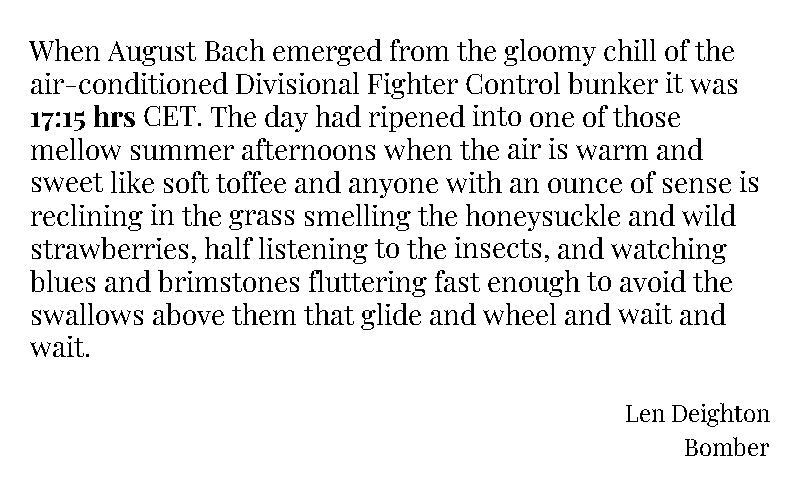 When August Bach emerged from the gloomy chill of the
air-conditioned Divisional Fighter Control bunker it was
17:15 hrs CET. The day had ripened into one of those
mellow summer afternoons when the air is warm and
sweet like soft toffee and anyone with an ounce of sense is
reclining in the grass smelling the honeysuckle and wild
strawberries, half listening to the insects, and watching
blues and brimstones fluttering fast enough to avoid the
swallows above them that glide and wheel and wait and
wait.
Len Deighton
Bomber